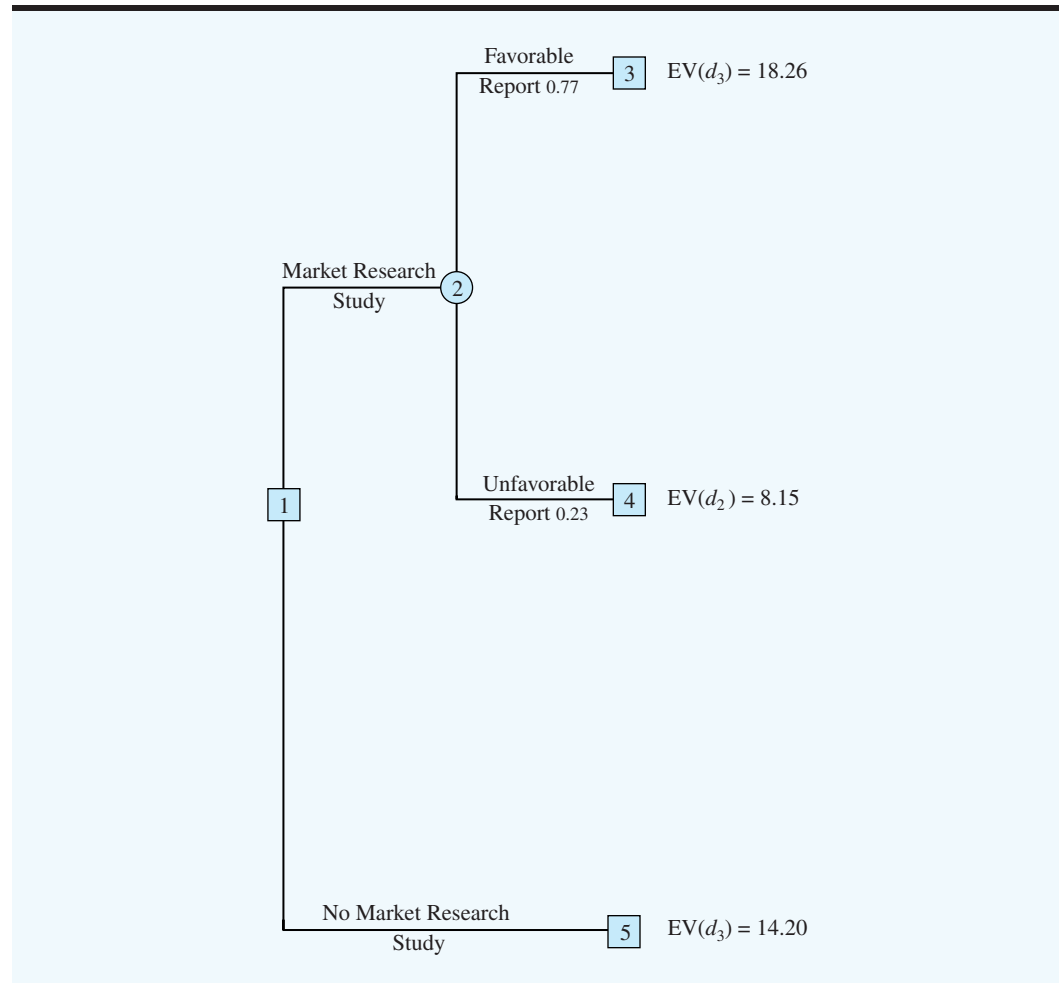 Favorable
Report 0.77
3
EV(d₃) = 18.26
Market Research
Study
2
Unfavorable
Report 0.23
4
EV(d₂) = 8.15
1
No Market Research
Study
5
EV(d₃) = 14.20